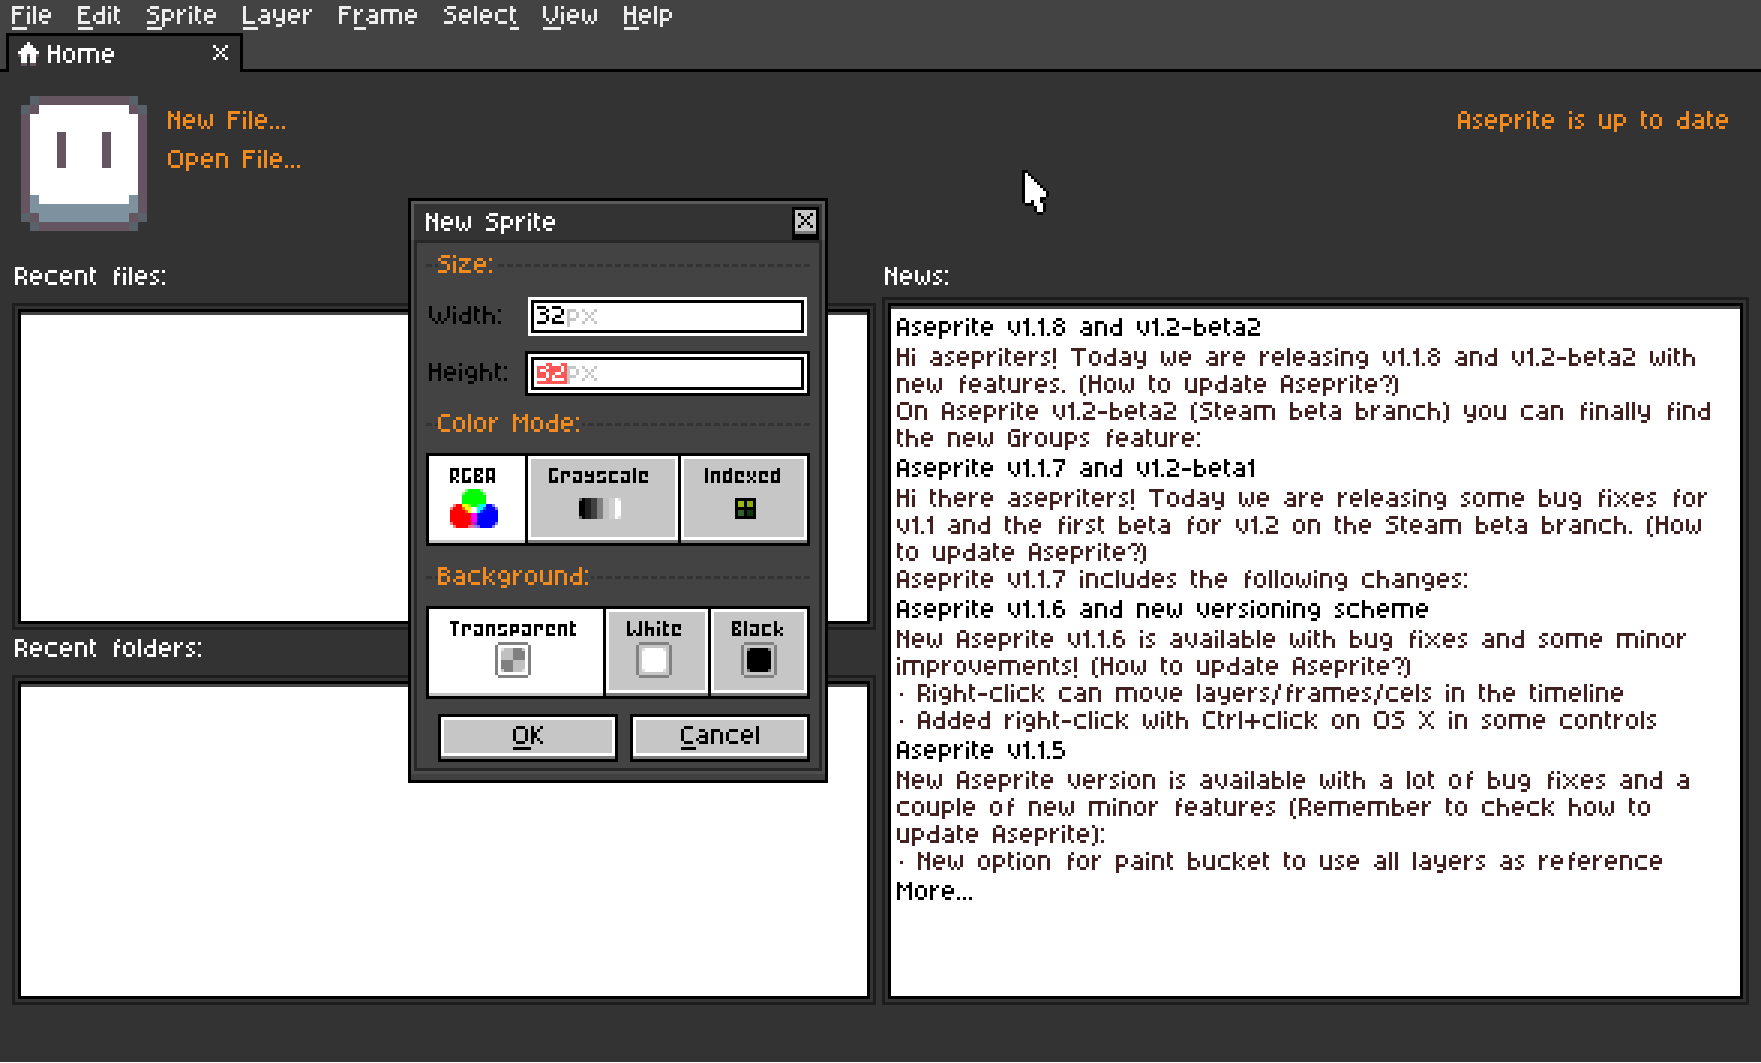 File Edit Sprite Layer Frame Select View Help
Home
New File...
Open File...
Aseprite is up to date
Recent files:
Recent folders:
New Sprite
Size:
Width: 32px
Height: 32px
Color Mode:
RGBA Grayscale Indexed
Background:
Transparent White Black
OK Cancel
News:
Aseprite v1.1.8 and v1.2-beta2
Hi asepriters! Today we are releasing v1.1.8 and v1.2-beta2 with
new features. (How to update Aseprite?)
On Aseprite v1.2-beta2 (Steam beta branch) you can finally find
the new Groups feature:
Aseprite v1.1.7 and v1.2-beta1
Hi there asepriters! Today we are releasing some bug fixes for
v1.1 and the first beta for v1.2 on the Steam beta branch. (How
to update Aseprite?)
Aseprite v1.1.7 includes the following changes:
Aseprite v1.1.6 and new versioning scheme
New Aseprite v1.1.6 is available with bug fixes and some minor
improvements! (How to update Aseprite?)
· Right-click can move layers/frames/cels in the timeline
· Added right-click with Ctrl+click on OS X in some controls
Aseprite v1.1.5
New Aseprite version is available with a lot of bug fixes and a
couple of new minor features (Remember to check how to
update Aseprite):
· New option for paint bucket to use all layers as reference
More...